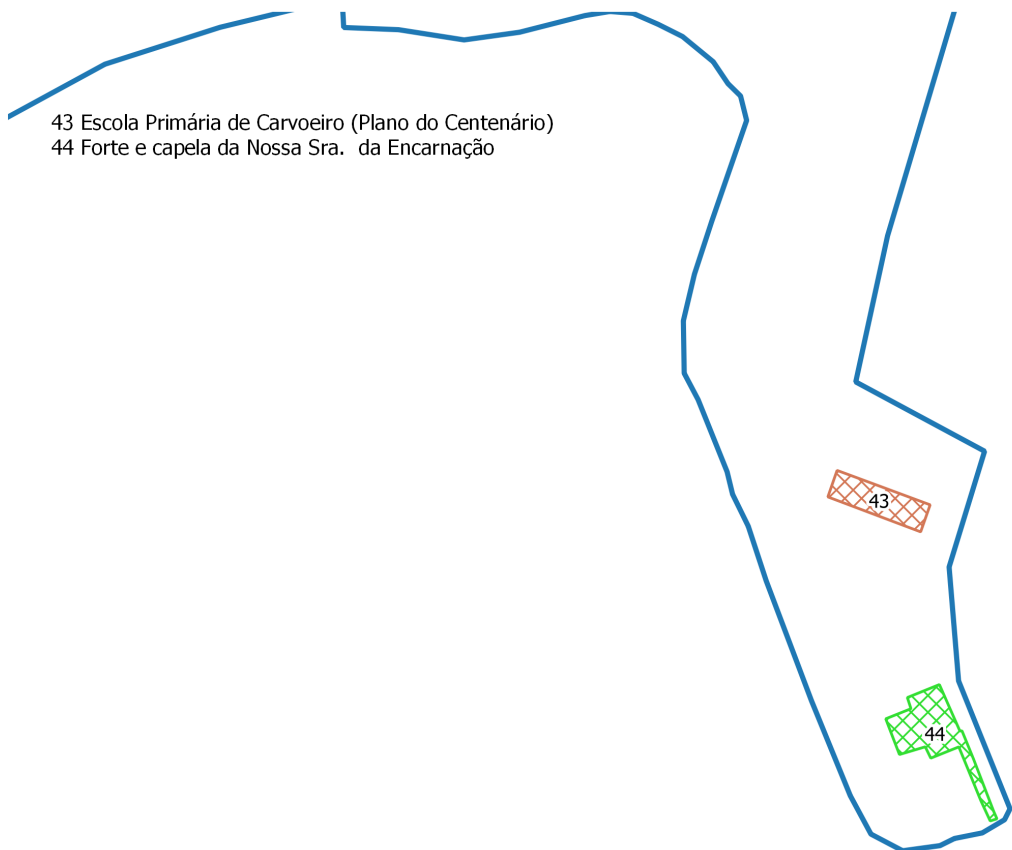 43 Escola Primária de Carvoeiro (Plano do Centenário)
44 Forte e capela da Nossa Sra.  da Encarnação
43
44